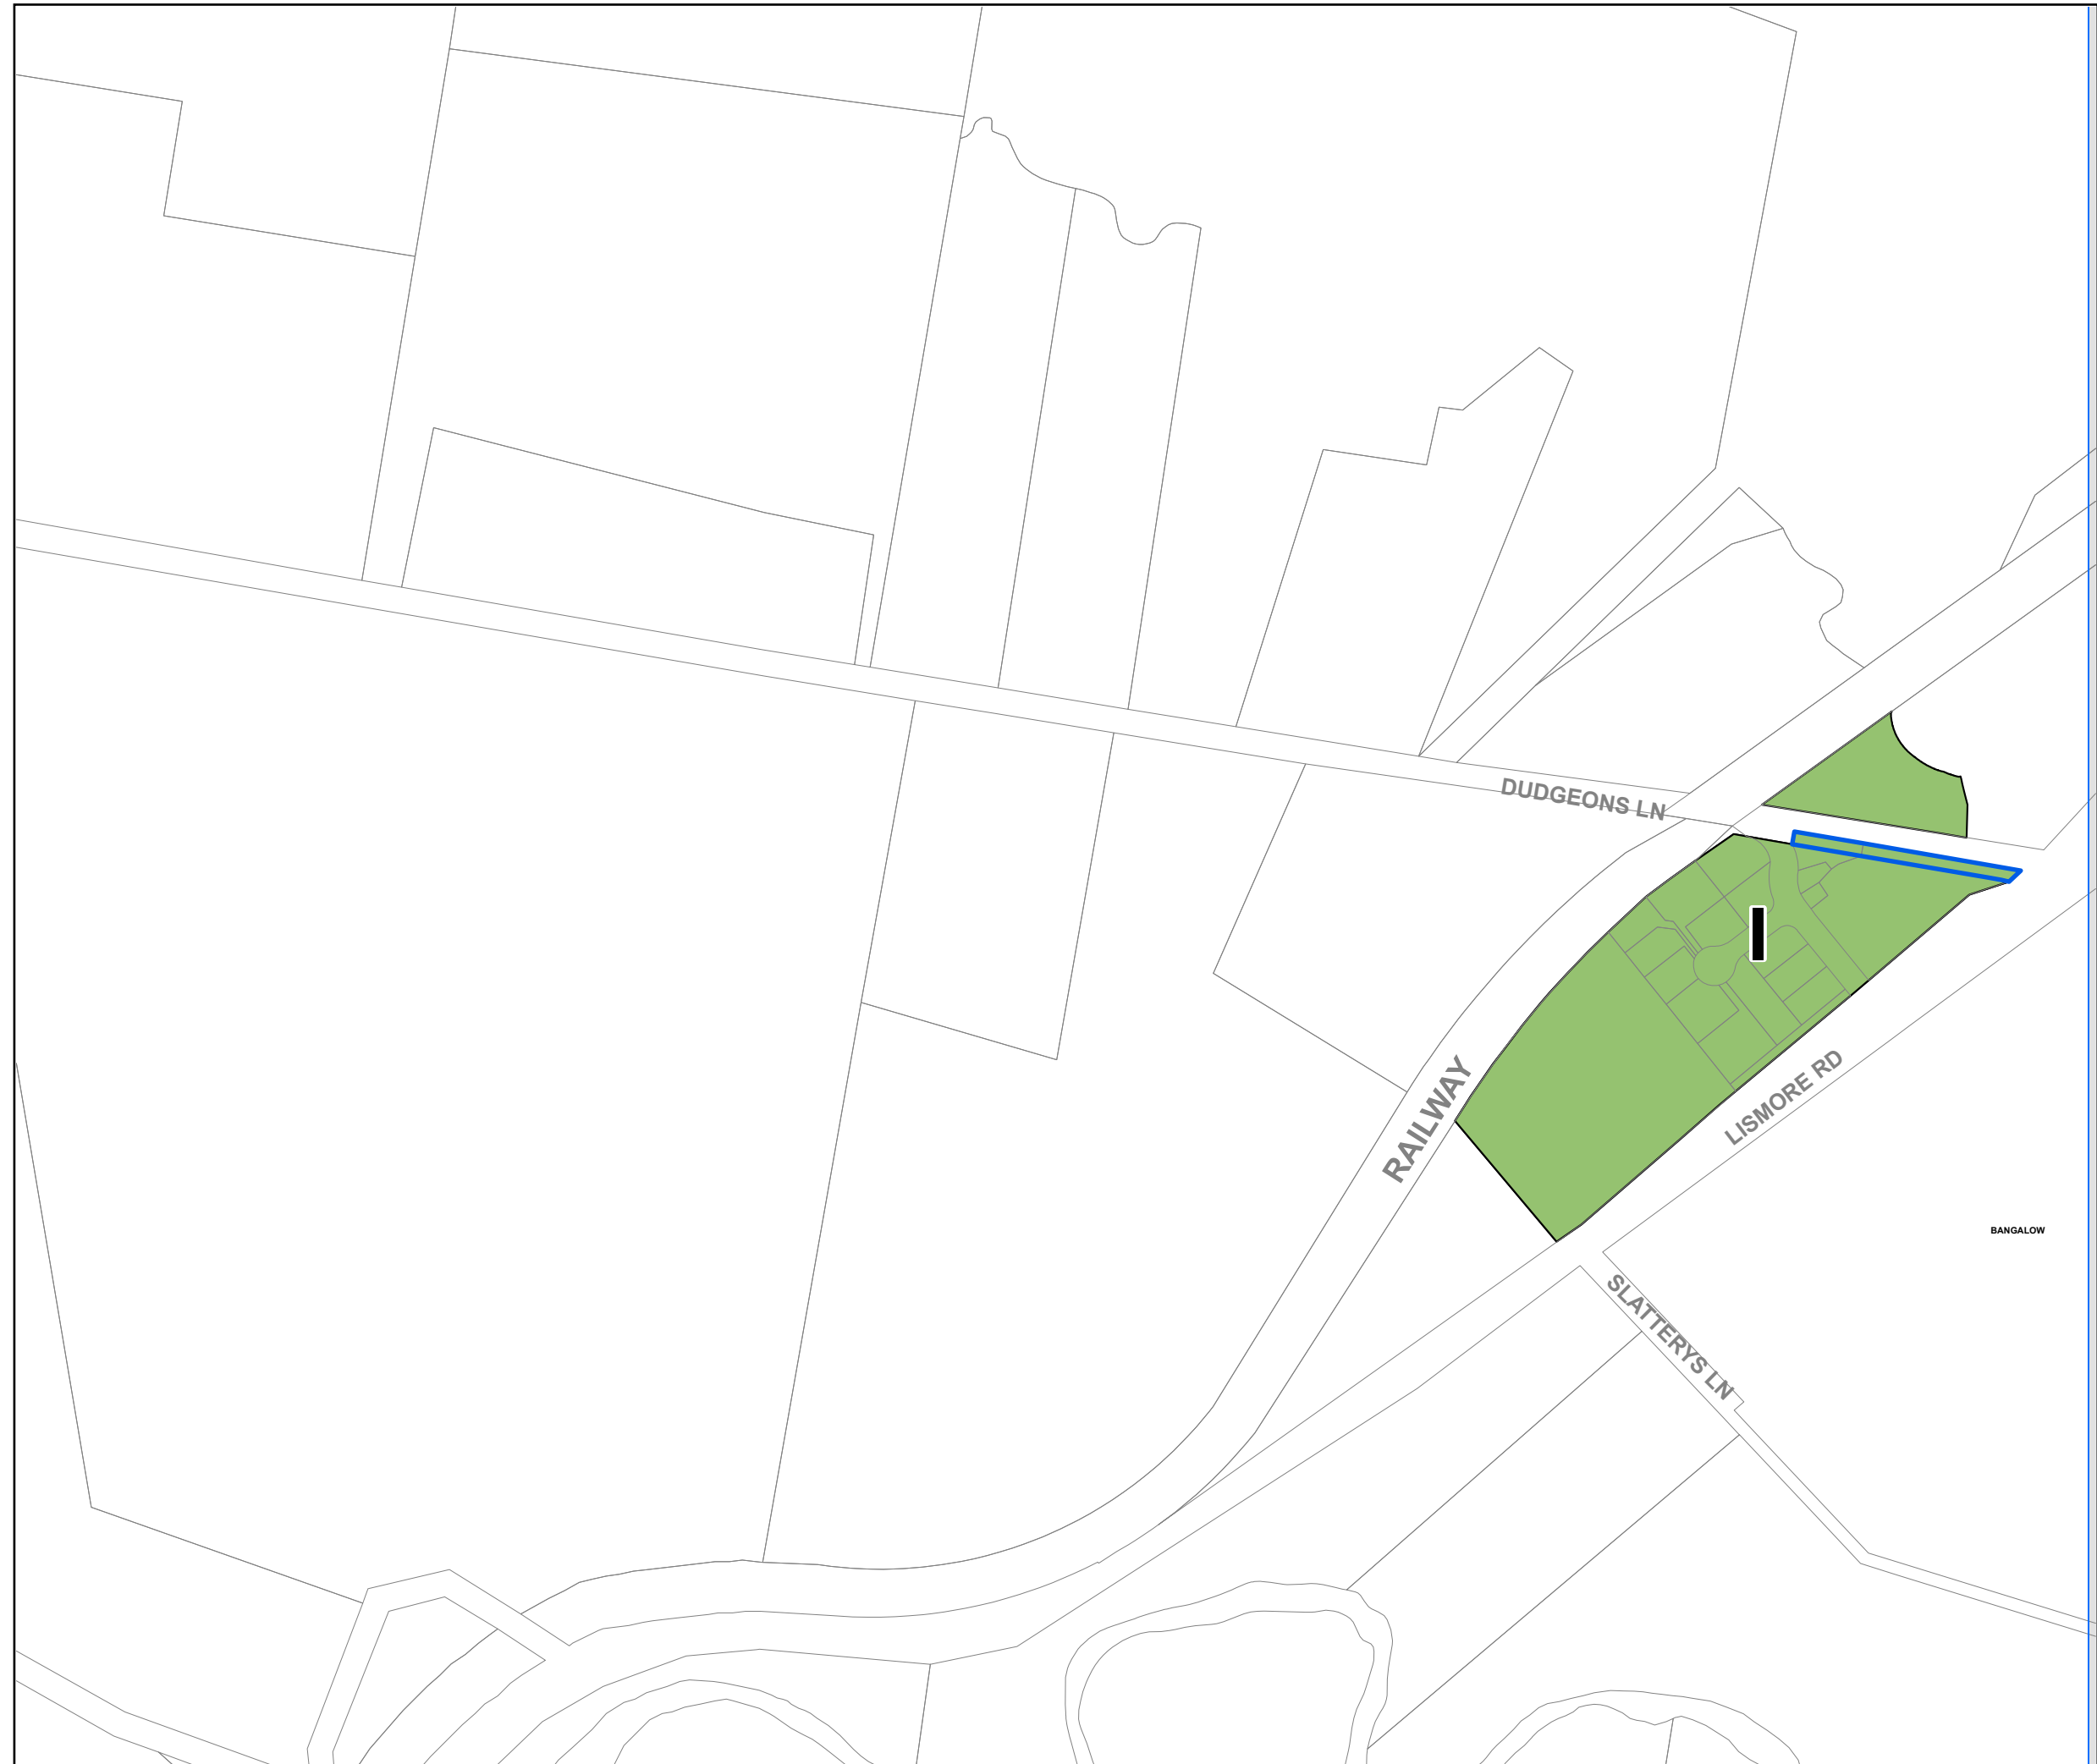 DUDGEONS LN
I
RAILWAY
LISMORE RD
BANGALOW
SLATTERYS LN